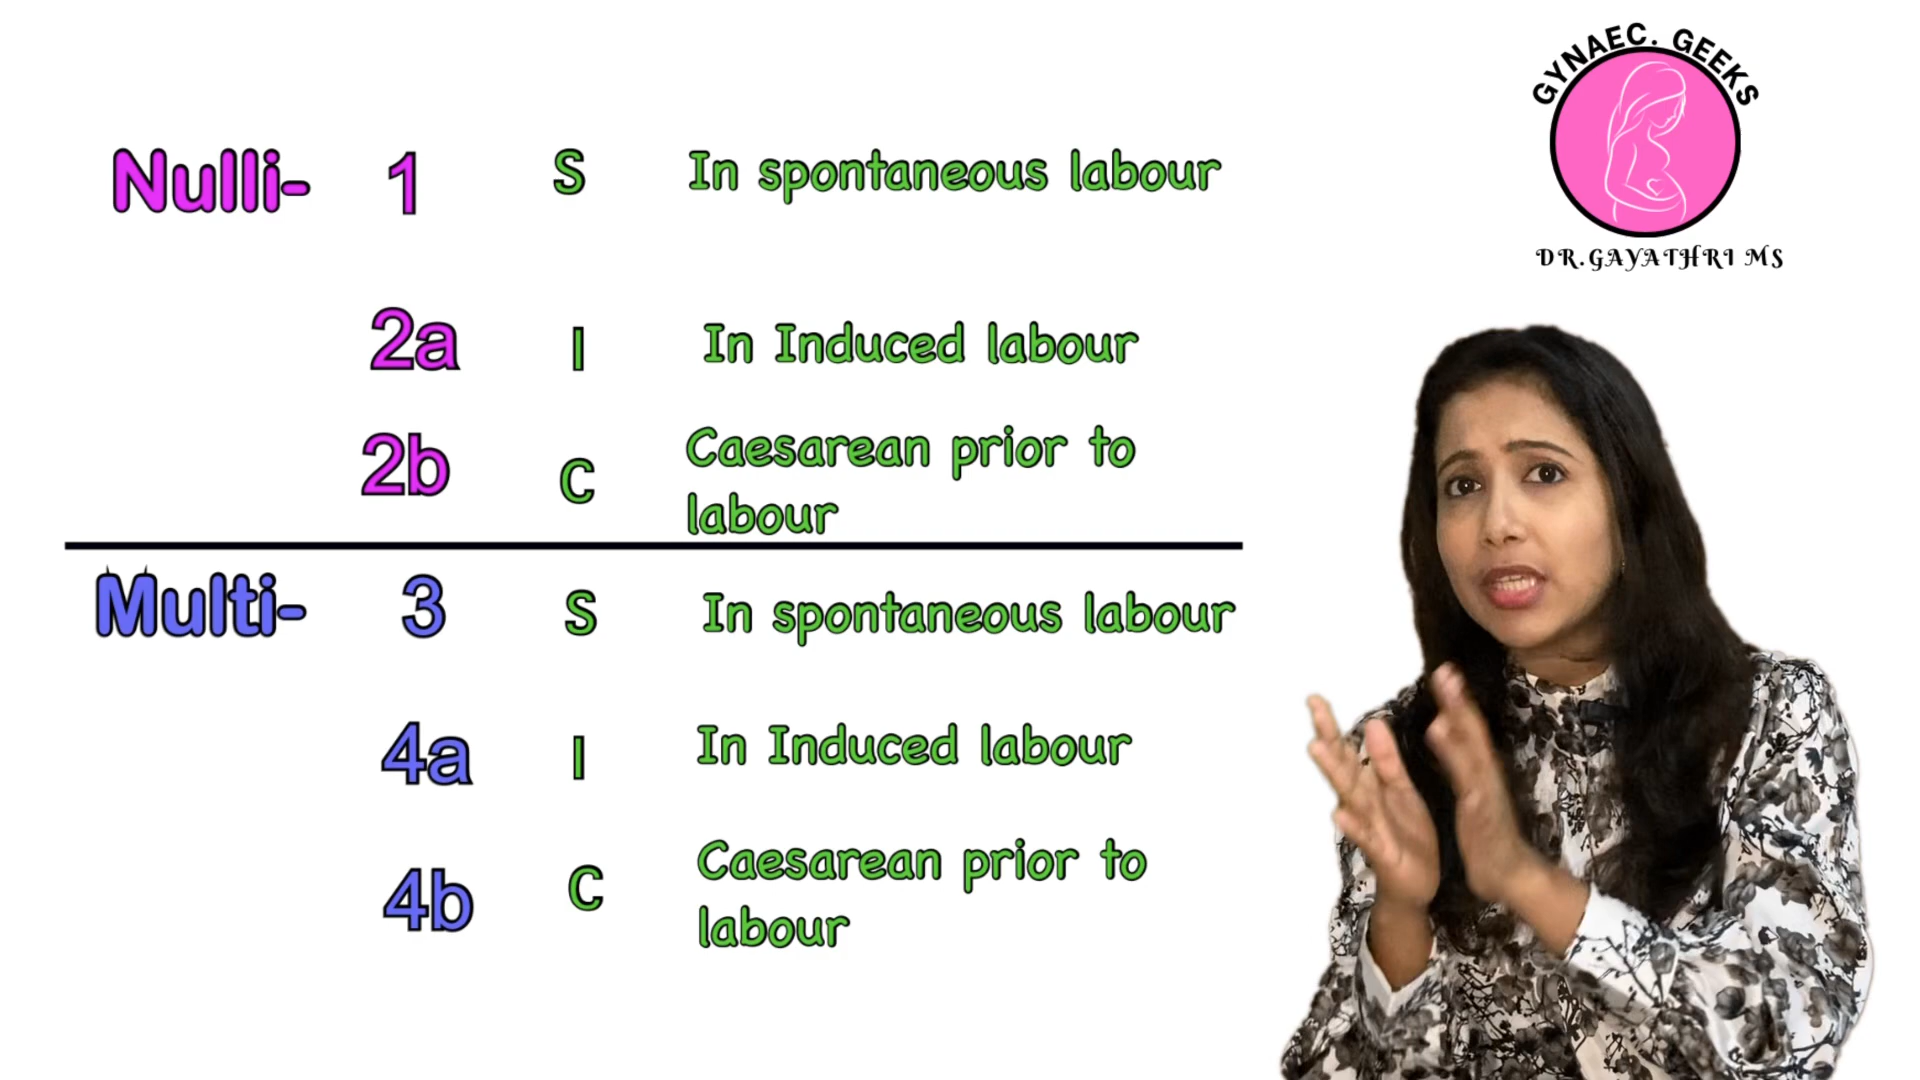 GYNAEC. GEEKS
DR.GAYATHRI MS
Nulli- 1 S In spontaneous labour
2a I In Induced labour
2b C Caesarean prior to
labour
Multi- 3 S In spontaneous labour
4a I In Induced labour
4b C Caesarean prior to
labour